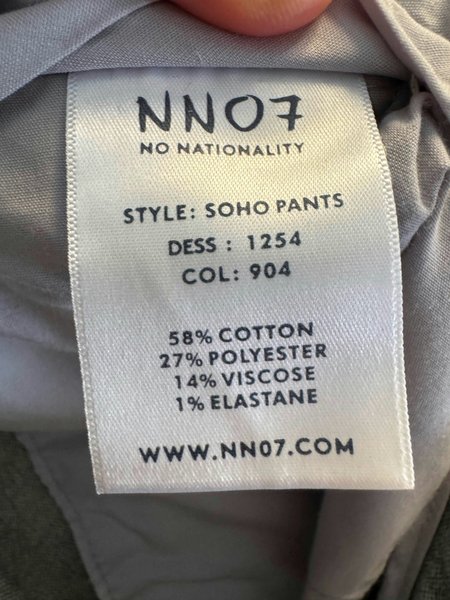 NN07
NO NATIONALITY
STYLE: SOHO PANTS
DESS : 1254
COL: 904
58% COTTON
27% POLYESTER
14% VISCOSE
1% ELASTANE
WWW.NN07.COM